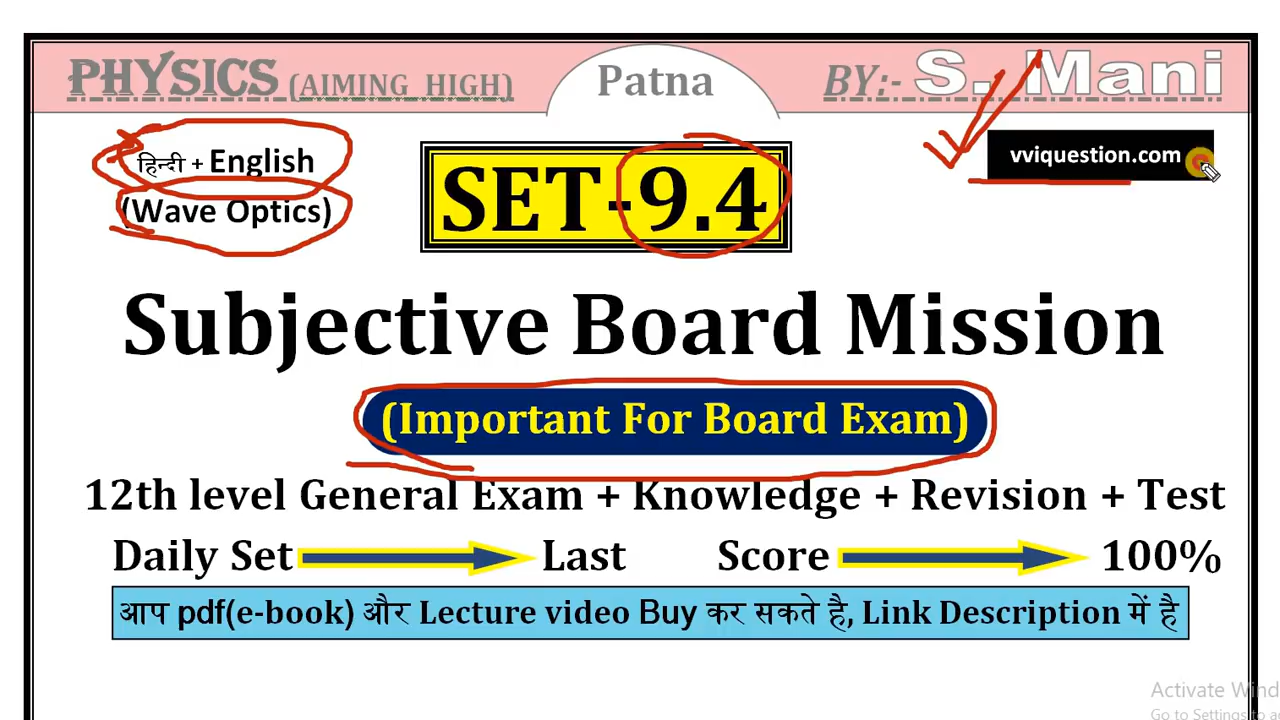 PHYSICS (AIMING HIGH) Patna BY:- S. Mani
हिन्दी + English
(Wave Optics)
SET-9.4
vviquestion.com
Subjective Board Mission
(Important For Board Exam)
12th level General Exam + Knowledge + Revision + Test
Daily Set Last Score 100%
आप pdf(e-book) और Lecture video Buy कर सकते है, Link Description में है
Activate Wind
Go to Settings to a